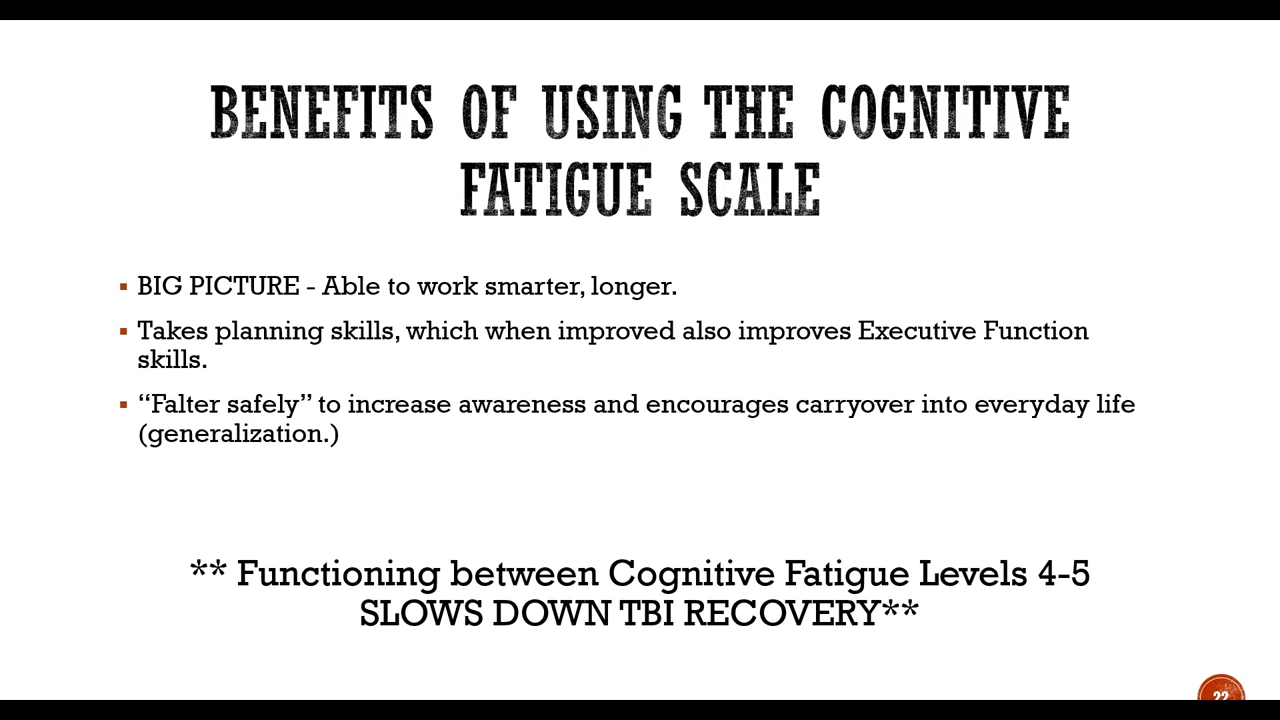 BENEFITS OF USING THE COGNITIVE
FATIGUE SCALE
▪ BIG PICTURE - Able to work smarter, longer.
▪ Takes planning skills, which when improved also improves Executive Function
skills.
▪ “Falter safely” to increase awareness and encourages carryover into everyday life
(generalization.)
** Functioning between Cognitive Fatigue Levels 4-5
SLOWS DOWN TBI RECOVERY**
22